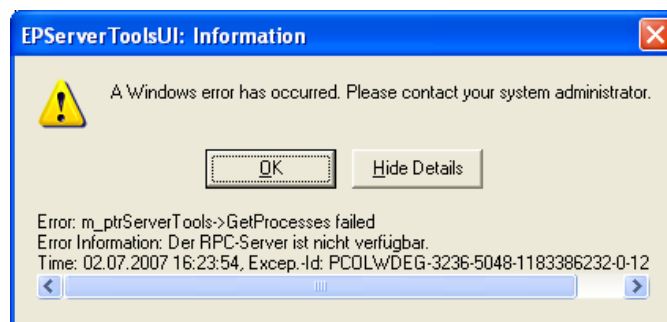 EPServerToolsUI: Information
A Windows error has occurred. Please contact your system administrator.
OK
Hide Details
Error: m_ptrServerTools->GetProcesses failed
Error Information: Der RPC-Server ist nicht verfügbar.
Time: 02.07.2007 16:23:54, Excep.-Id: PCOLWDEG-3236-5048-1183386232-0-12